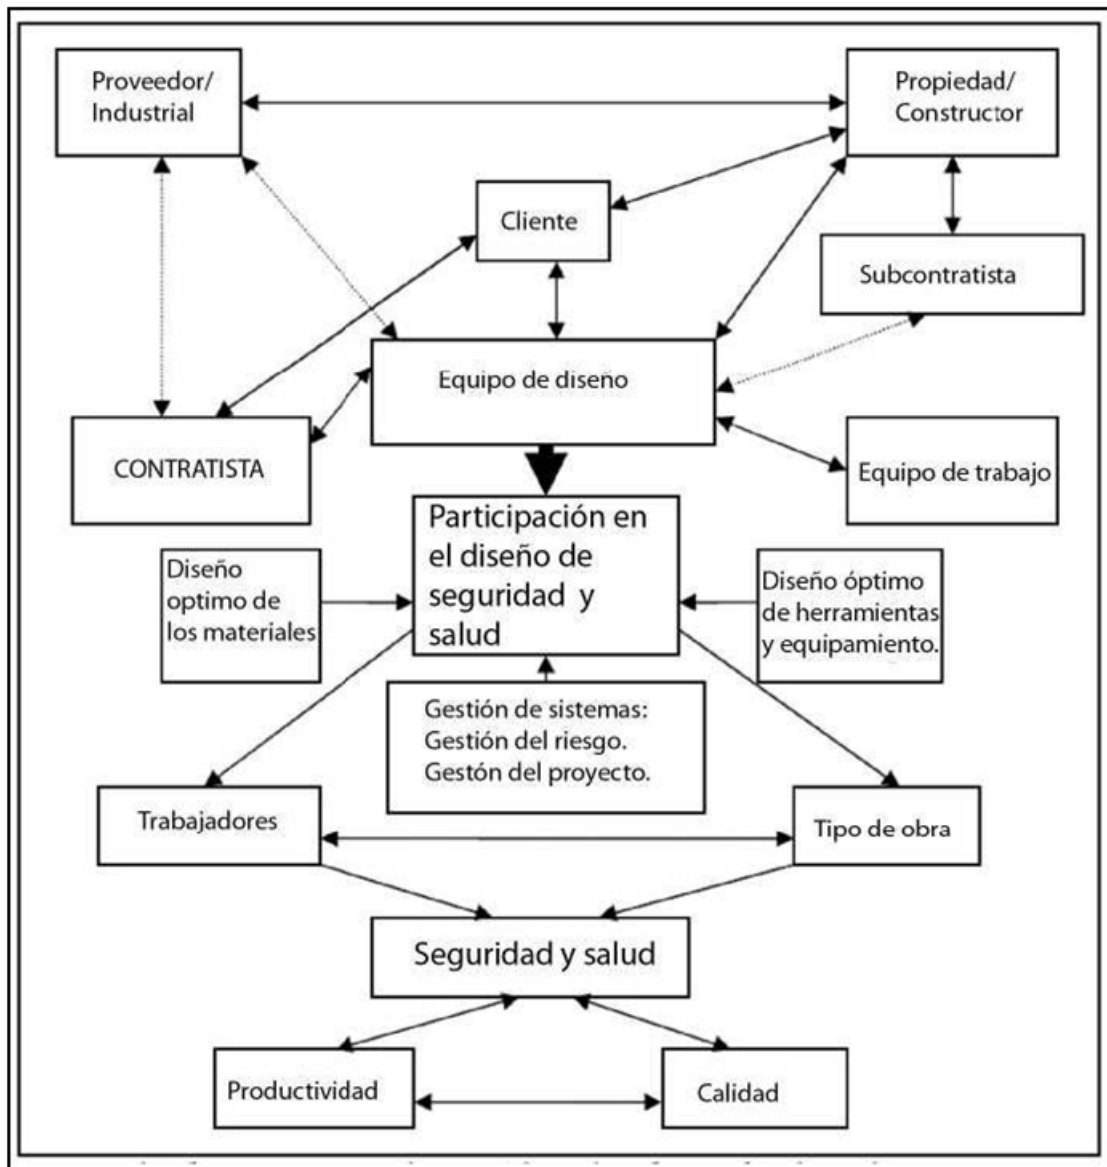 Proveedor/
Industrial
Propiedad/
Constructor
Cliente
Subcontratista
Equipo de diseño
CONTRATISTA
Equipo de trabajo
Participación en
el diseño de
seguridad y
salud
Diseño
optimo de
los materiales
Diseño óptimo
de herramientas
y equipamiento.
Gestión de sistemas:
Gestión del riesgo.
Gestón del proyecto.
Trabajadores
Tipo de obra
Seguridad y salud
Productividad
Calidad